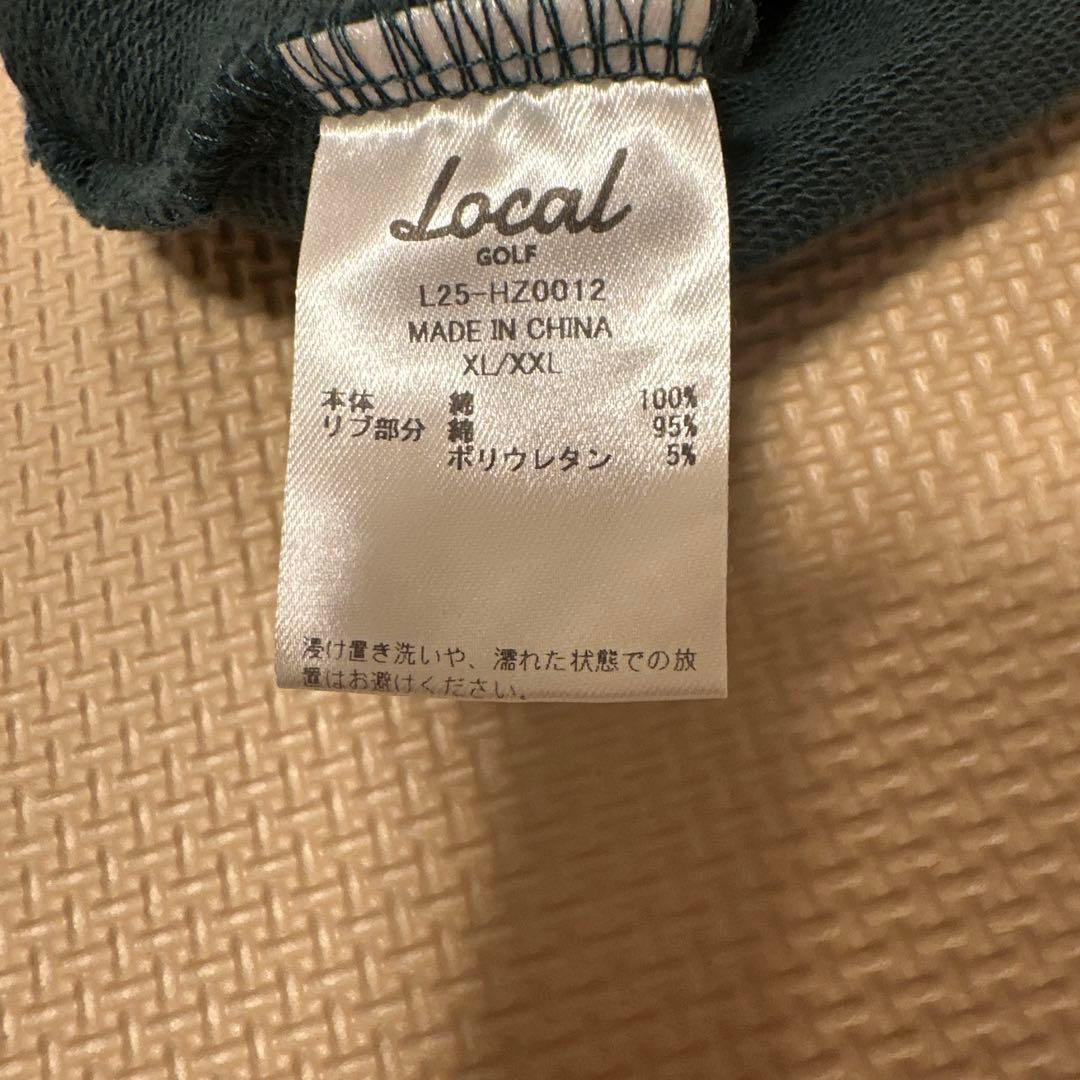 Local
GOLF
L25-HZ0012
MADE IN CHINA
XL/XXL
本体 綿 100%
リブ部分 綿 95%
ポリウレタン 5%
浸け置き洗いや、濡れた状態での放
置はお避けください。